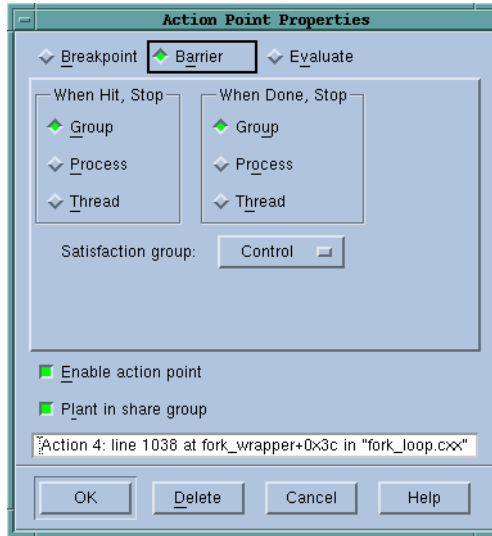 Action Point Properties
Breakpoint Barrier Evaluate
When Hit, Stop When Done, Stop
Group Group
Process Process
Thread Thread
Satisfaction group: Control
Enable action point
Plant in share group
Action 4: line 1038 at fork_wrapper+0x3c in "fork_loop.cxx"
OK Delete Cancel Help